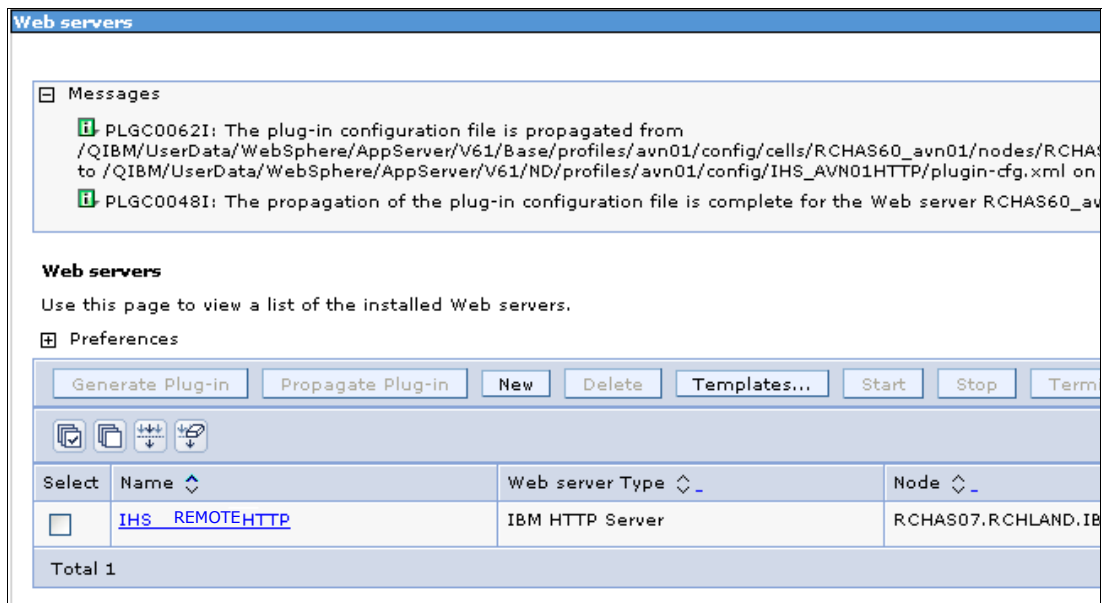 Web servers
Messages
PLGC0062I: The plug-in configuration file is propagated from
/QIBM/UserData/WebSphere/AppServer/V61/Base/profiles/avn01/config/cells/RCHAS60_avn01/nodes/RCHAS
to /QIBM/UserData/WebSphere/AppServer/V61/ND/profiles/avn01/config/IHS_AVN01HTTP/plugin-cfg.xml on
PLGC0048I: The propagation of the plug-in configuration file is complete for the Web server RCHAS60_av
Web servers
Use this page to view a list of the installed Web servers.
Preferences
Generate Plug-in Propagate Plug-in New Delete Templates... Start Stop Term
Select Name Web server Type Node
IHS REMOTEHTTP IBM HTTP Server RCHAS07.RCHLAND.IB
Total 1